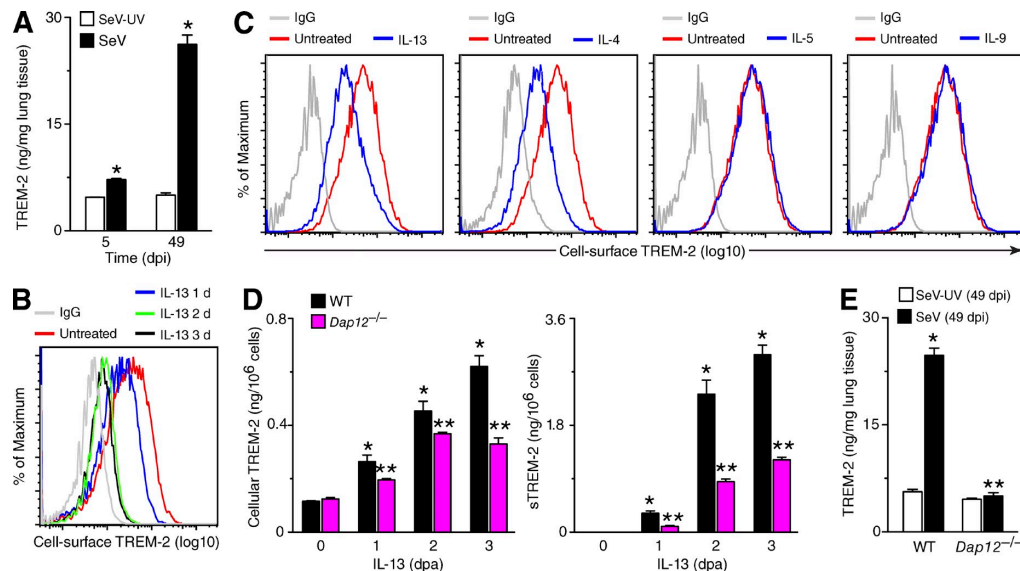 A
SeV-UV
SeV
TREM-2 (ng/mg lung tissue)
30
15
0
*
*
5
49
Time (dpi)
B
IgG
Untreated
IL-13 1 d
IL-13 2 d
IL-13 3 d
% of Maximum
Cell-surface TREM-2 (log10)
C
IgG
Untreated
IL-13
IgG
Untreated
IL-4
IgG
Untreated
IL-5
IgG
Untreated
IL-9
% of Maximum
Cell-surface TREM-2 (log10)
D
WT
Dap12–/–
Cellular TREM-2 (ng/10⁶ cells)
0.8
0.4
0
*
**
*
**
*
**
0
1
2
3
IL-13 (dpa)
sTREM-2 (ng/10⁶ cells)
3.6
1.8
0
*
**
*
**
*
**
0
1
2
3
IL-13 (dpa)
E
SeV-UV (49 dpi)
SeV (49 dpi)
TREM-2 (ng/mg lung tissue)
30
15
0
*
**
WT
Dap12–/–